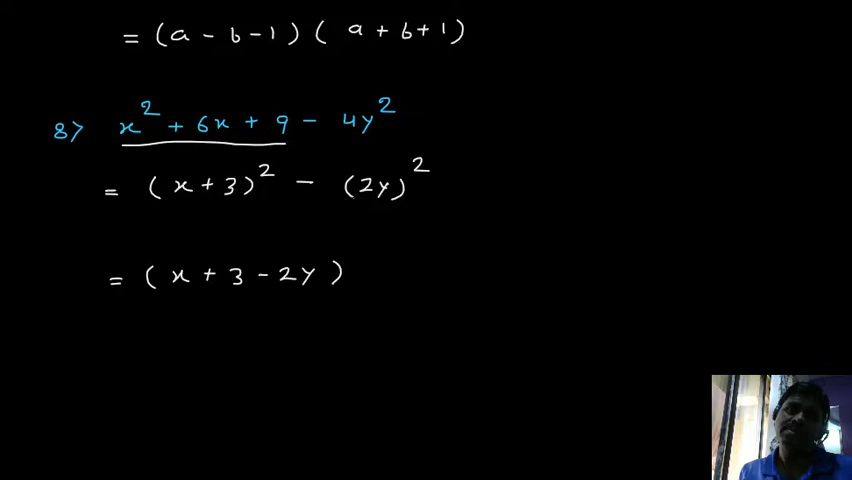 = (a - b - 1) ( a + b + 1)
8) x² + 6x + 9 - 4y²
= (x + 3)² - (2y)²
= (x + 3 - 2y)